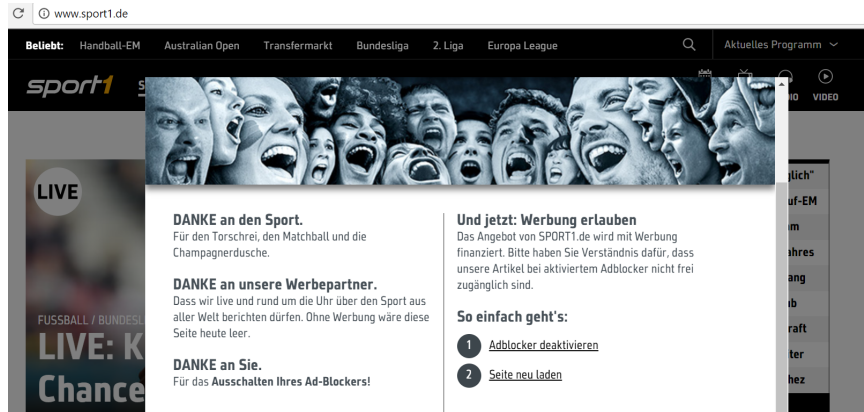 www.sport1.de
Beliebt: Handball-EM Australian Open Transfermarkt Bundesliga 2. Liga Europa League Aktuelles Programm
sport1
VIDEO
LIVE
DANKE an den Sport.
Für den Torschrei, den Matchball und die
Champagnerdusche.
DANKE an unsere Werbepartner.
Dass wir live und rund um die Uhr über den Sport aus
aller Welt berichten dürfen. Ohne Werbung wäre diese
Seite heute leer.
DANKE an Sie.
Für das Ausschalten Ihres Ad-Blockers!
Und jetzt: Werbung erlauben
Das Angebot von SPORT1.de wird mit Werbung
finanziert. Bitte haben Sie Verständnis dafür, dass
unsere Artikel bei aktiviertem Adblocker nicht frei
zugänglich sind.
So einfach geht's:
1 Adblocker deaktivieren
2 Seite neu laden
FUSSBALL / BUNDESL
LIVE: K
Chance